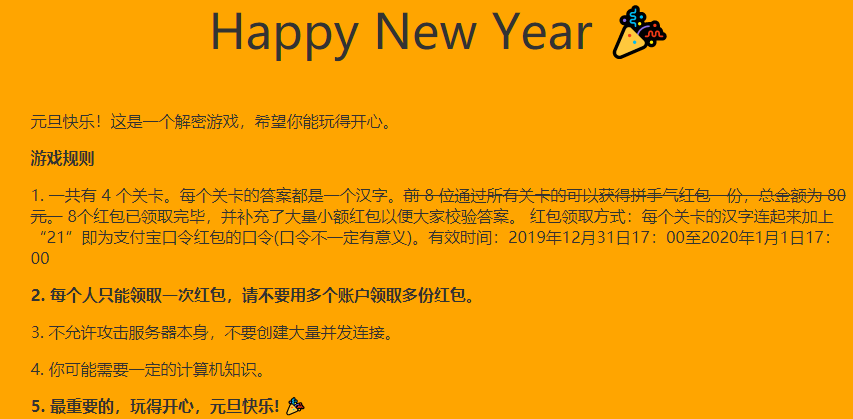 Happy New Year 🎉
元旦快乐！这是一个解密游戏，希望你能玩得开心。
游戏规则
1. 一共有 4 个关卡。每个关卡的答案都是一个汉字。前 8 位通过所有关卡的可以获得拼手气红包一份，总金额为 80
元。 8个红包已领取完毕，并补充了大量小额红包以便大家校验答案。 红包领取方式：每个关卡的汉字连起来加上
“21”即为支付宝口令红包的口令(口令不一定有意义)。有效时间：2019年12月31日17：00至2020年1月1日17：
00
2. 每个人只能领取一次红包，请不要用多个账户领取多份红包。
3. 不允许攻击服务器本身，不要创建大量并发连接。
4. 你可能需要一定的计算机知识。
5. 最重要的，玩得开心，元旦快乐! 🎉